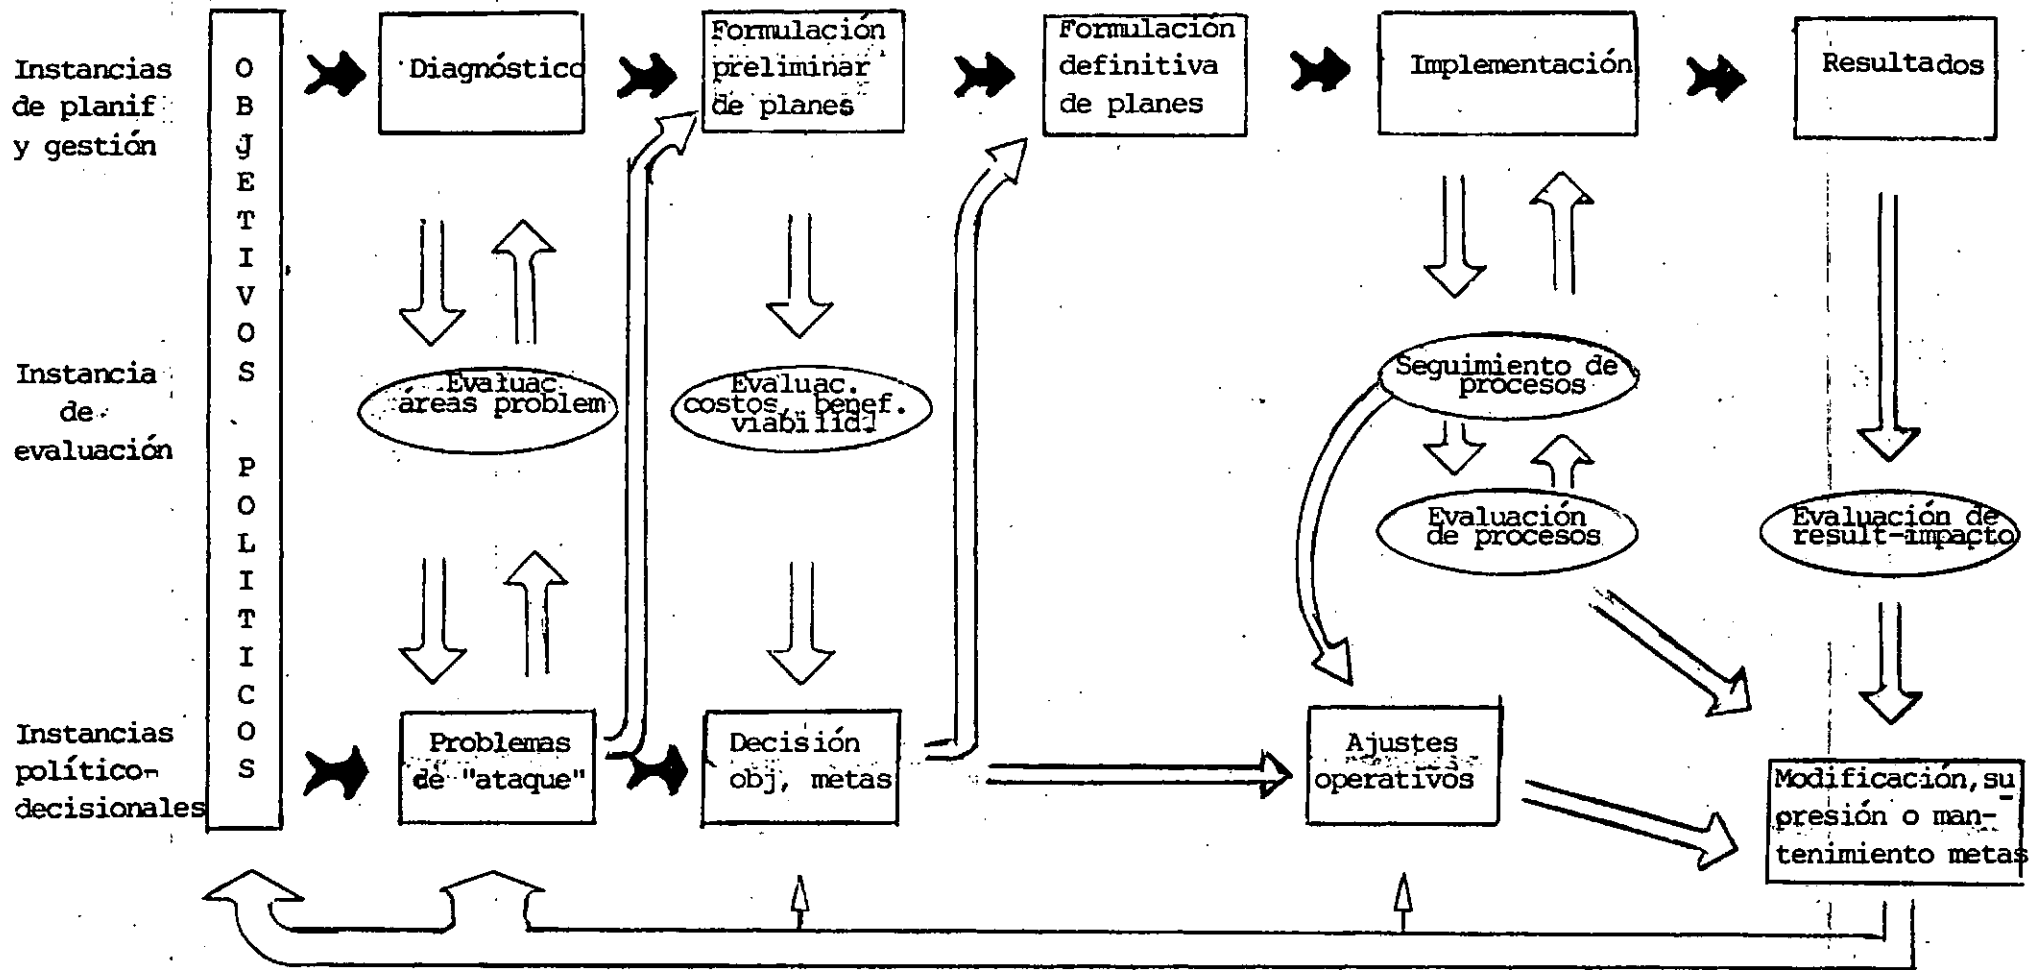 Instancias
de planif
y gestión
Instancia
de
evaluación
Instancias
político-
decisionales
OBJETIVOS POLITICOS
Diagnóstico
Formulación
preliminar
de planes
Formulación
definitiva
de planes
Implementación
Resultados
Evaluac.
áreas problem
Evaluac.
costos, benef.
viabilid.
Seguimiento de
procesos
Evaluación
de procesos
Evaluación de
result-impacto
Problemas
de "ataque"
Decisión
obj, metas
Ajustes
operativos
Modificación, su
presión o man-
tenimiento metas